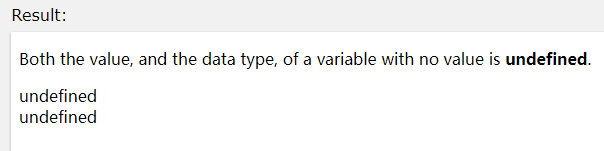 Result:
Both the value, and the data type, of a variable with no value is undefined.
undefined
undefined